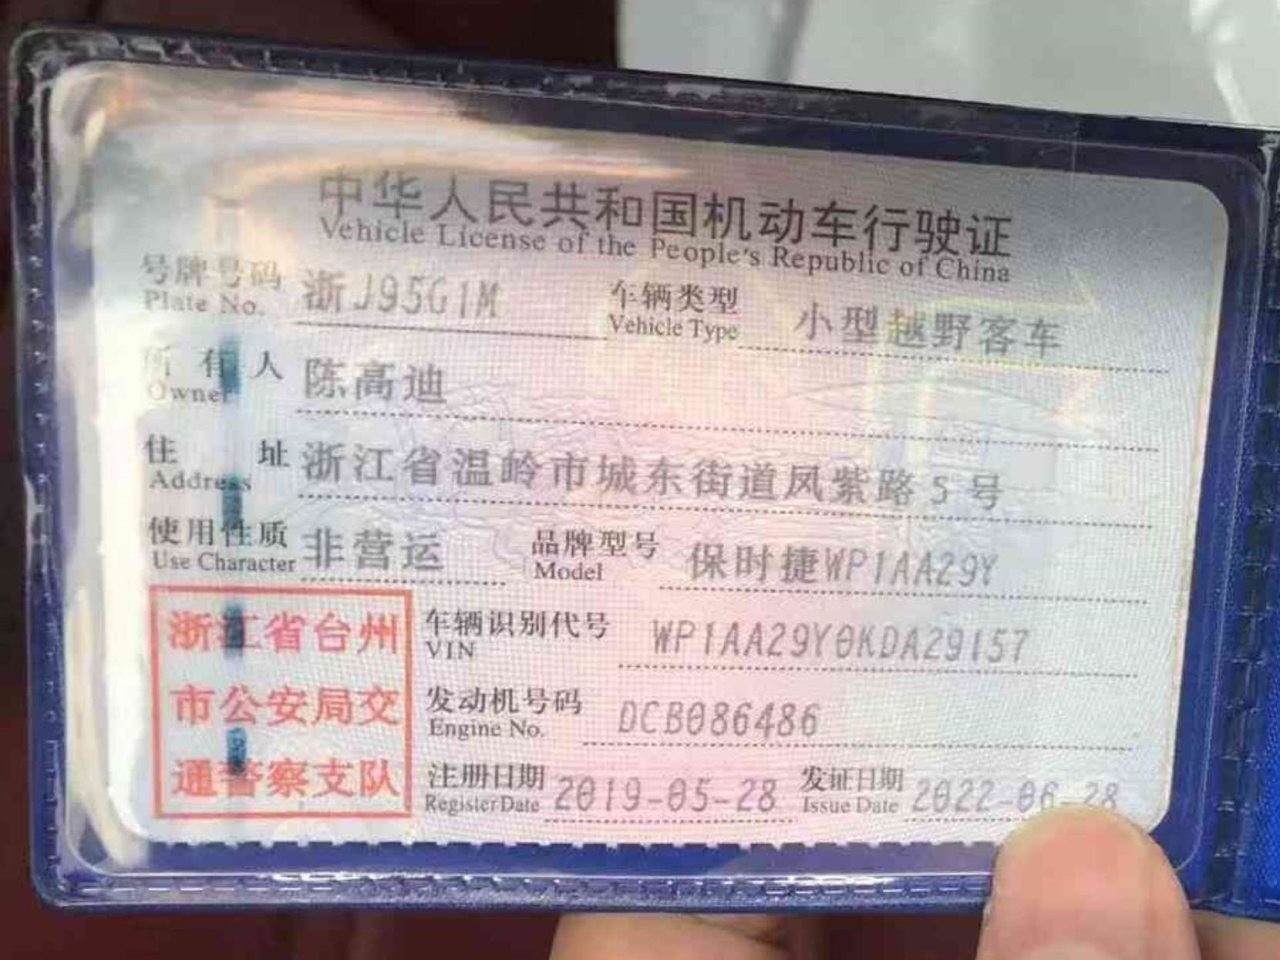 中华人民共和国机动车行驶证
Vehicle License of the People's Republic of China
号牌号码 浙J95G1M 车辆类型 小型越野客车
Plate No. Vehicle Type
所有人 陈高迪
Owner
住址 浙江省温岭市城东街道凤紫路5号
Address
使用性质 非营运 品牌型号 保时捷WP1AA29Y
Use Character Model
浙江省台州
市公安局交
通警察支队
车辆识别代号 WP1AA29Y0KDA29157
VIN
发动机号码 DCB086486
Engine No.
注册日期 2019-05-28 发证日期 2022-06-28
Register Date Issue Date